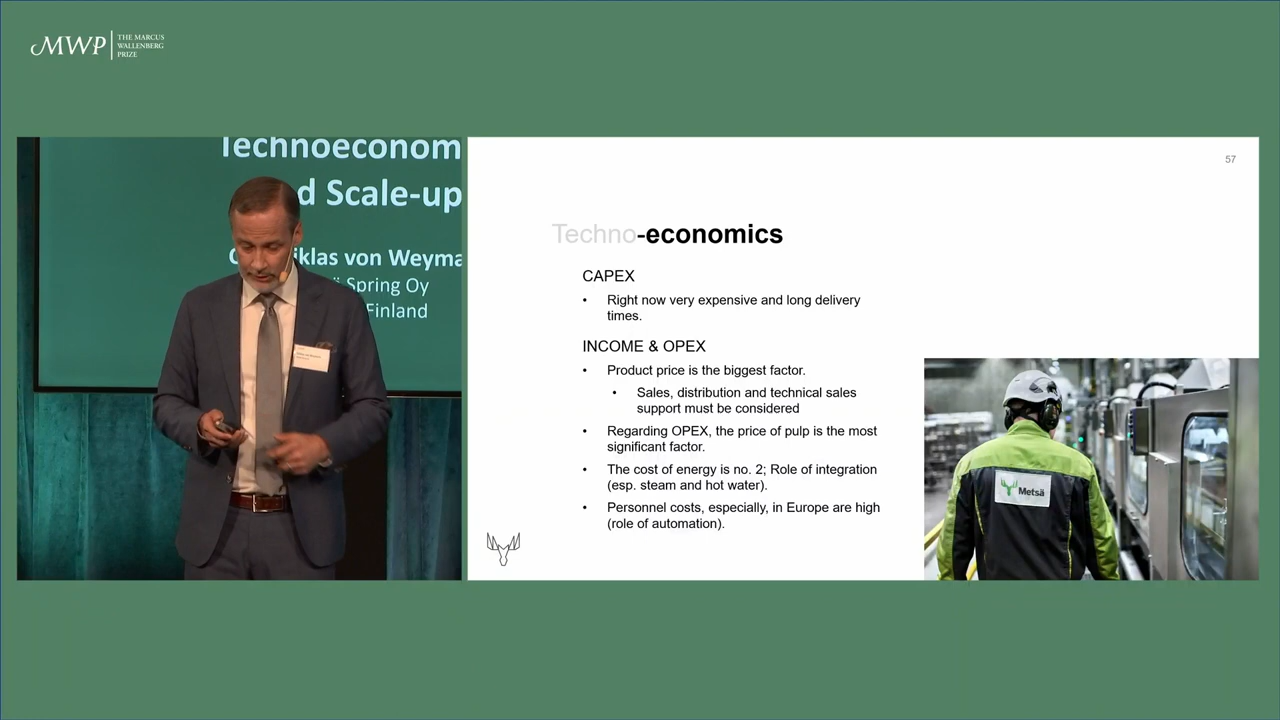 MWP
THE MARCUS
WALLENBERG
PRIZE
Technoeconom
d Scale-up
iklas von Weyma
Spring Oy
Finland
57
Techno-economics
CAPEX
• Right now very expensive and long delivery
times.
INCOME & OPEX
• Product price is the biggest factor.
• Sales, distribution and technical sales
support must be considered
• Regarding OPEX, the price of pulp is the most
significant factor.
• The cost of energy is no. 2; Role of integration
(esp. steam and hot water).
• Personnel costs, especially, in Europe are high
(role of automation).
Metsä